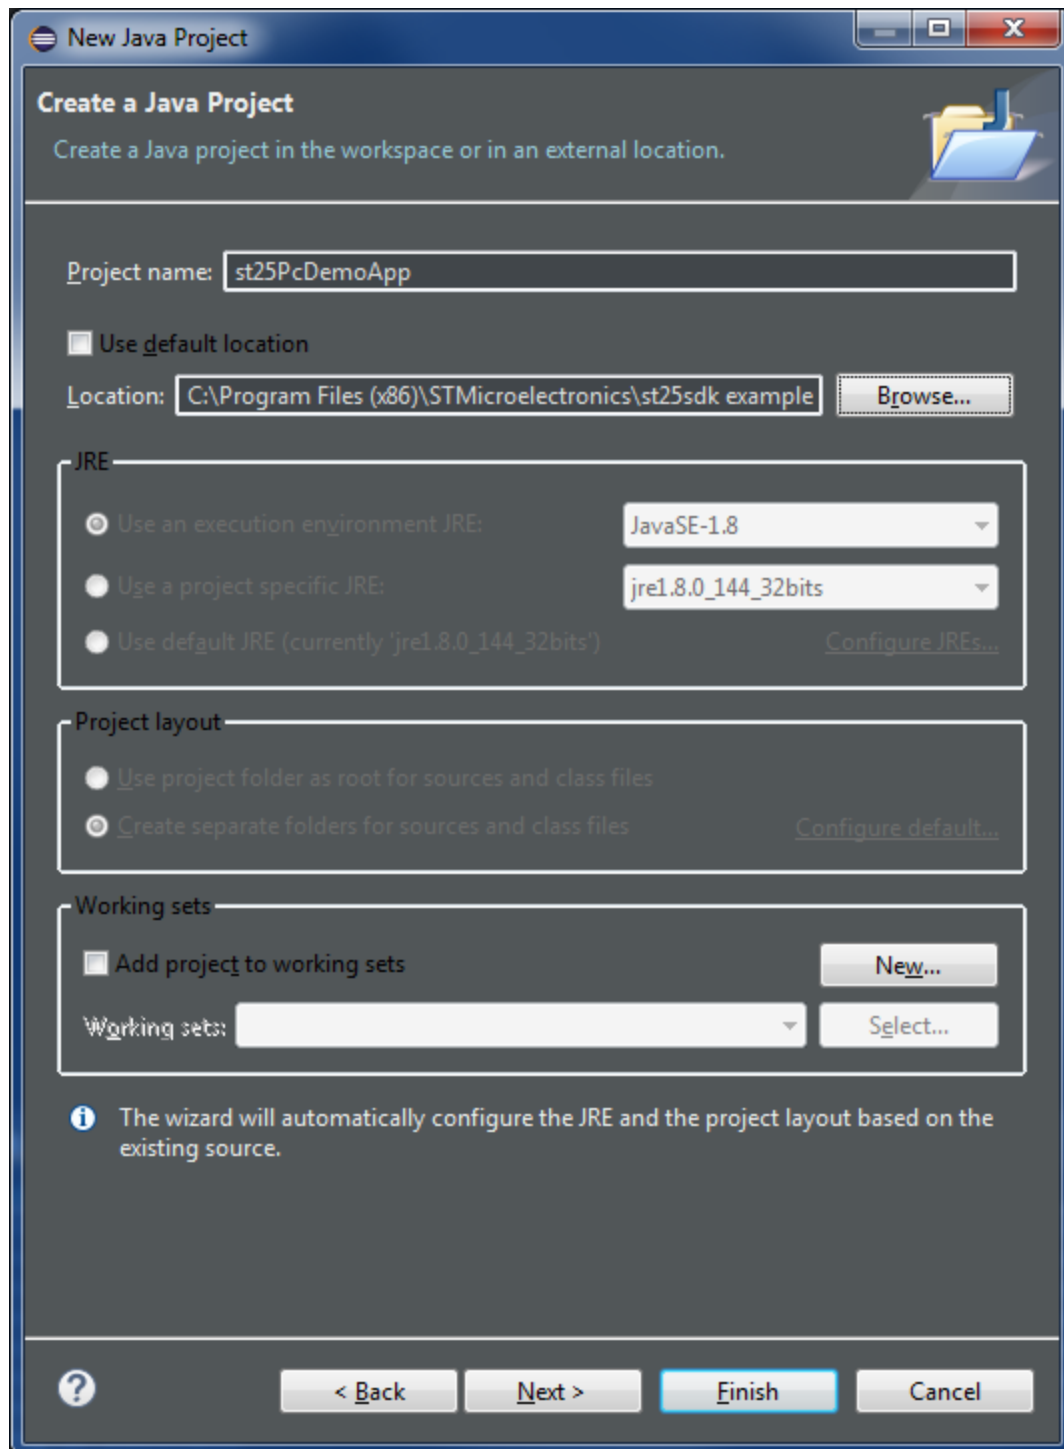 New Java Project
Create a Java Project
Create a Java project in the workspace or in an external location.
Project name: st25PcDemoApp
Use default location
Location: C:\Program Files (x86)\STMicroelectronics\st25sdk example Browse...
JRE
Use an execution environment JRE: JavaSE-1.8
Use a project specific JRE: jre1.8.0_144_32bits
Use default JRE (currently 'jre1.8.0_144_32bits') Configure JREs...
Project layout
Use project folder as root for sources and class files
Create separate folders for sources and class files Configure default...
Working sets
Add project to working sets New...
Working sets: Select...
The wizard will automatically configure the JRE and the project layout based on the
existing source.
? < Back Next > Finish Cancel